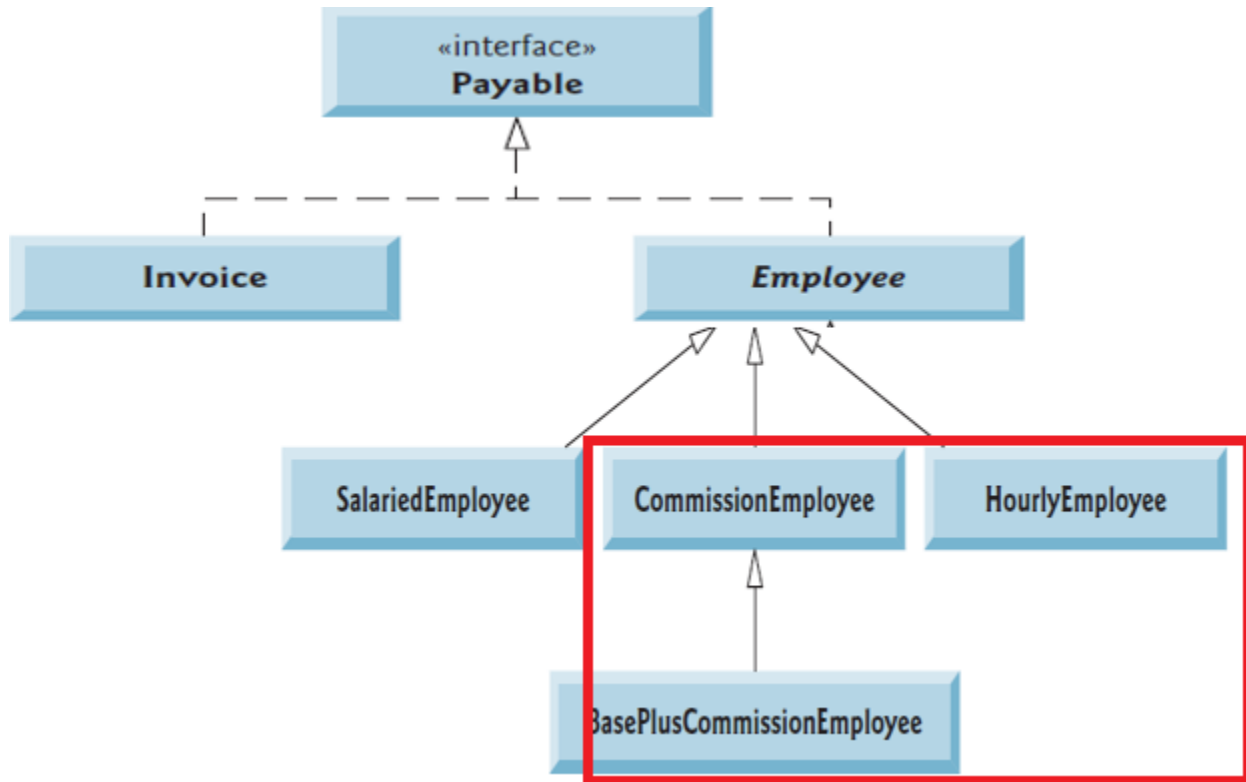 «interface»
Payable
Invoice
Employee
SalariedEmployee
CommissionEmployee
HourlyEmployee
BasePlusCommissionEmployee